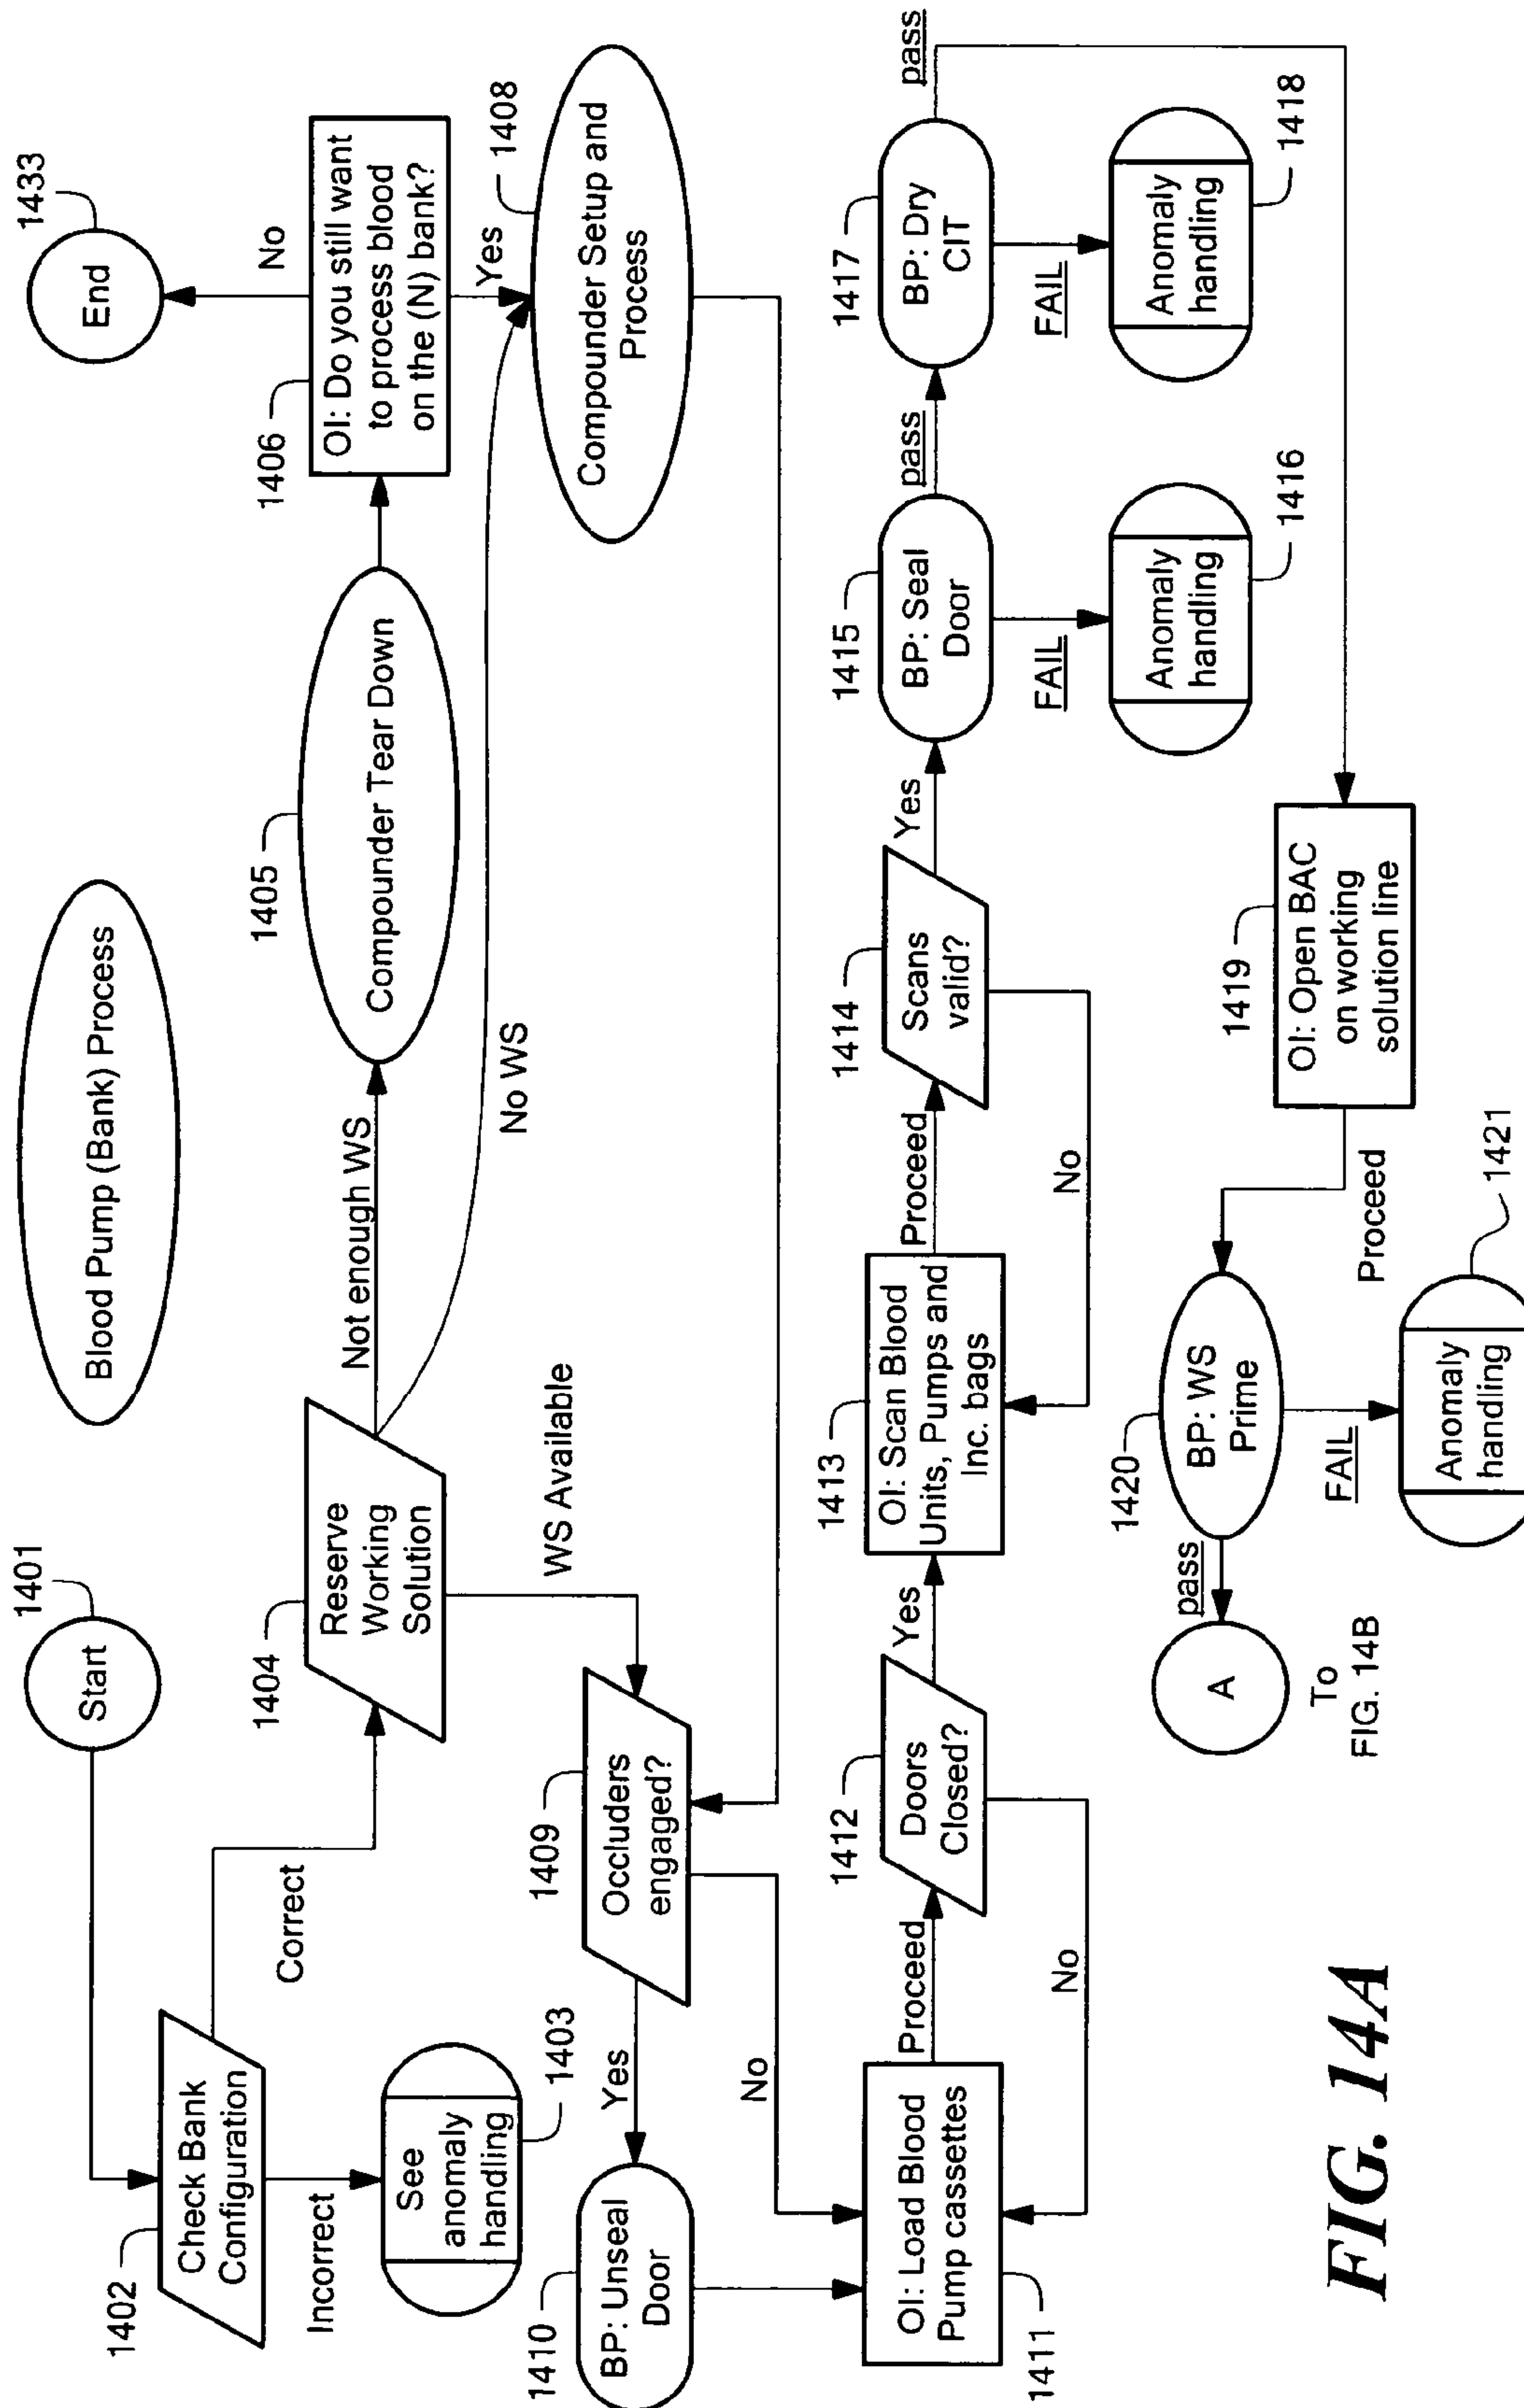 Blood Pump (Bank) Process
1401
Start
1402
Check Bank
Configuration
Incorrect
Correct
See
anomaly
handling
1403
1404
Reserve
Working
Solution
Not enough WS
No WS
WS Available
1405
Compounder Tear Down
1406
OI: Do you still want
to process blood
on the (N) bank?
No
1433
End
Yes
1408
Compounder Setup and
Process
1409
Occluders
engaged?
Yes
No
1410
BP: Unseal
Door
OI: Load Blood
Pump cassettes
1411
Proceed
1412
Doors
Closed?
No
Yes
1413
OI: Scan Blood
Units, Pumps and
Inc. bags
Proceed
1414
Scans
valid?
No
Yes
1415
BP: Seal
Door
FAIL
pass
Anomaly
handling
1416
1417
BP: Dry
CIT
FAIL
pass
Anomaly
handling
1418
1419
OI: Open BAC
on working
solution line
Proceed
1420
BP: WS
Prime
FAIL
pass
Anomaly
handling
1421
A
To
FIG. 14B
FIG. 14A